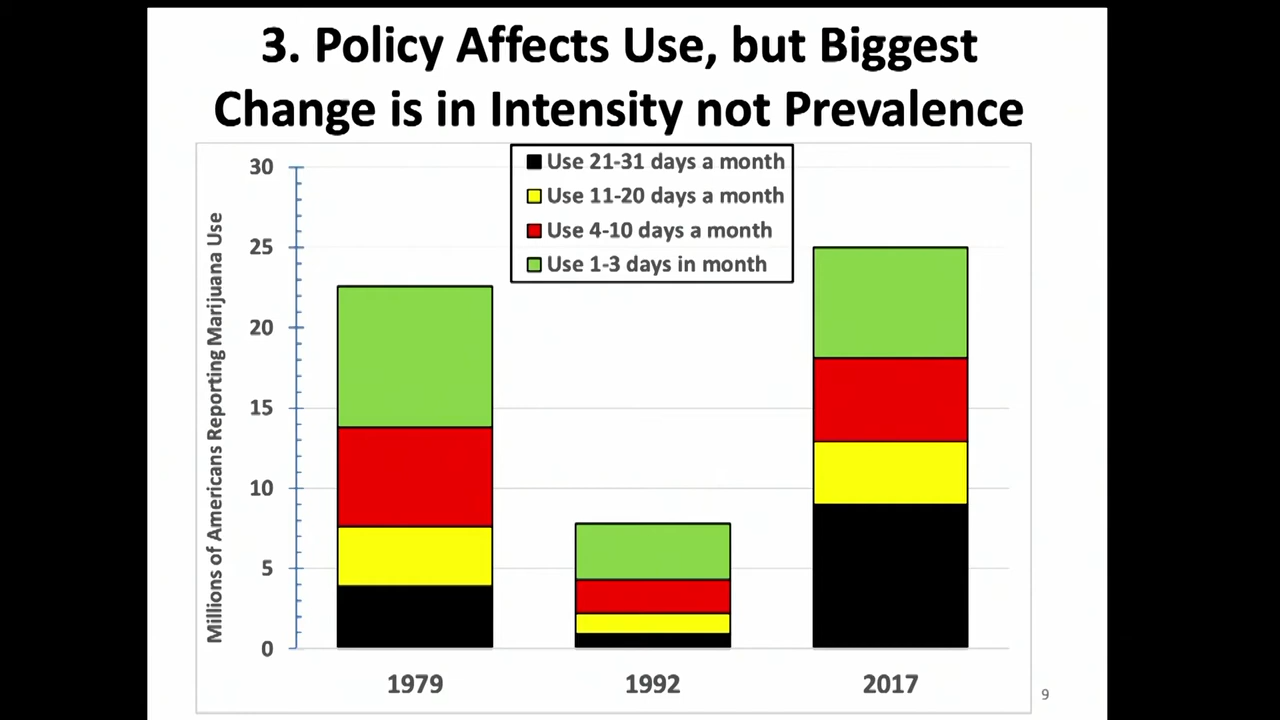 3. Policy Affects Use, but Biggest
Change is in Intensity not Prevalence
Use 21-31 days a month
Use 11-20 days a month
Use 4-10 days a month
Use 1-3 days in month
Millions of Americans Reporting Marijuana Use
30
25
20
15
10
5
0
1979
1992
2017
9